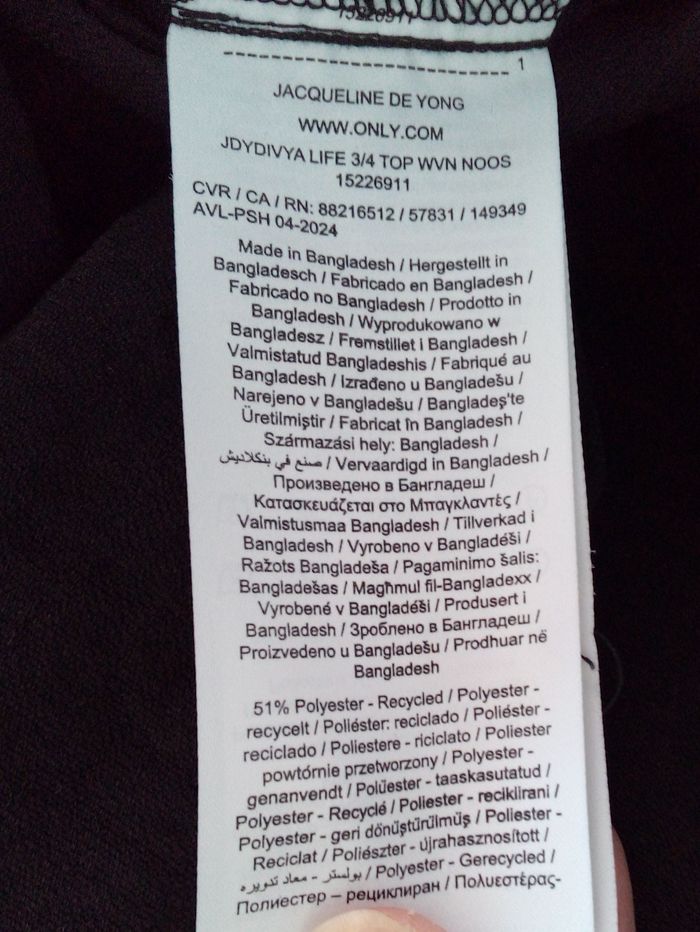 15226911
1
JACQUELINE DE YONG
WWW.ONLY.COM
JDYDIVYA LIFE 3/4 TOP WVN NOOS
15226911
CVR / CA / RN: 88216512 / 57831 / 149349
AVL-PSH 04-2024
Made in Bangladesh / Hergestellt in
Bangladesch / Fabricado en Bangladesh /
Fabricado no Bangladesh / Prodotto in
Bangladesh / Wyprodukowano w
Bangladesz / Fremstillet i Bangladesh /
Valmistatud Bangladeshis / Fabriqué au
Bangladesh / Izrađeno u Bangladešu /
Narejeno v Bangladešu / Bangladeş'te
Üretilmiştir / Fabricat în Bangladesh /
Származási hely: Bangladesh /
صنع في بنكلاديش / Vervaardigd in Bangladesh /
Произведено в Бангладеш /
Κατασκευάζεται στο Μπαγκλαντές /
Valmistusmaa Bangladesh / Tillverkad i
Bangladesh / Vyrobeno v Bangladéši /
Ražots Bangladeša / Pagaminimo šalis:
Bangladešas / Magħmul fil-Bangladexx /
Vyrobené v Bangladéši / Produsert i
Bangladesh / Зроблено в Бангладеш /
Proizvedeno u Bangladešu / Prodhuar në
Bangladesh
51% Polyester - Recycled / Polyester -
recycelt / Poliéster: reciclado / Poliéster -
reciclado / Poliestere - riciclato / Poliester
powtórnie przetworzony / Polyester -
genanvendt / Polüester - taaskasutatud /
Polyester - Recyclé / Poliester - reciklirani /
Polyester - geri dönüştürülmüş / Poliester -
Reciclat / Poliészter - újrahasznosított /
بولستر - معاد تدويره / Polyester - Gerecycled /
Полиестер – рециклиран / Πολυεστέρας-